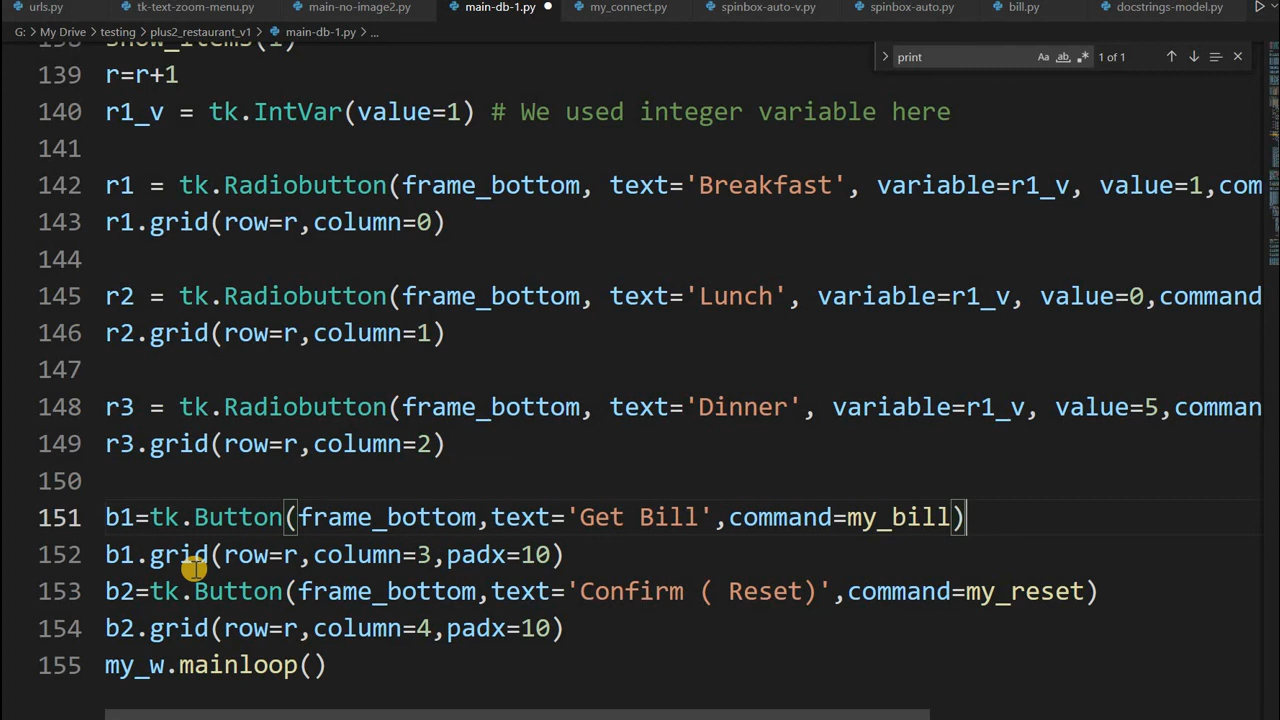 urls.py tk-text-zoom-menu.py main-no-image2.py main-db-1.py my_connect.py spinbox-auto-v.py spinbox-auto.py bill.py docstrings-model.py
G: > My Drive > testing > plus2_restaurant_v1 > main-db-1.py > ...
print Aa ab .* 1 of 1
138 show_items(1)
139 r=r+1
140 r1_v = tk.IntVar(value=1) # We used integer variable here
141
142 r1 = tk.Radiobutton(frame_bottom, text='Breakfast', variable=r1_v, value=1,com
143 r1.grid(row=r,column=0)
144
145 r2 = tk.Radiobutton(frame_bottom, text='Lunch', variable=r1_v, value=0,command
146 r2.grid(row=r,column=1)
147
148 r3 = tk.Radiobutton(frame_bottom, text='Dinner', variable=r1_v, value=5,comman
149 r3.grid(row=r,column=2)
150
151 b1=tk.Button(frame_bottom,text='Get Bill',command=my_bill)
152 b1.grid(row=r,column=3,padx=10)
153 b2=tk.Button(frame_bottom,text='Confirm ( Reset)',command=my_reset)
154 b2.grid(row=r,column=4,padx=10)
155 my_w.mainloop()